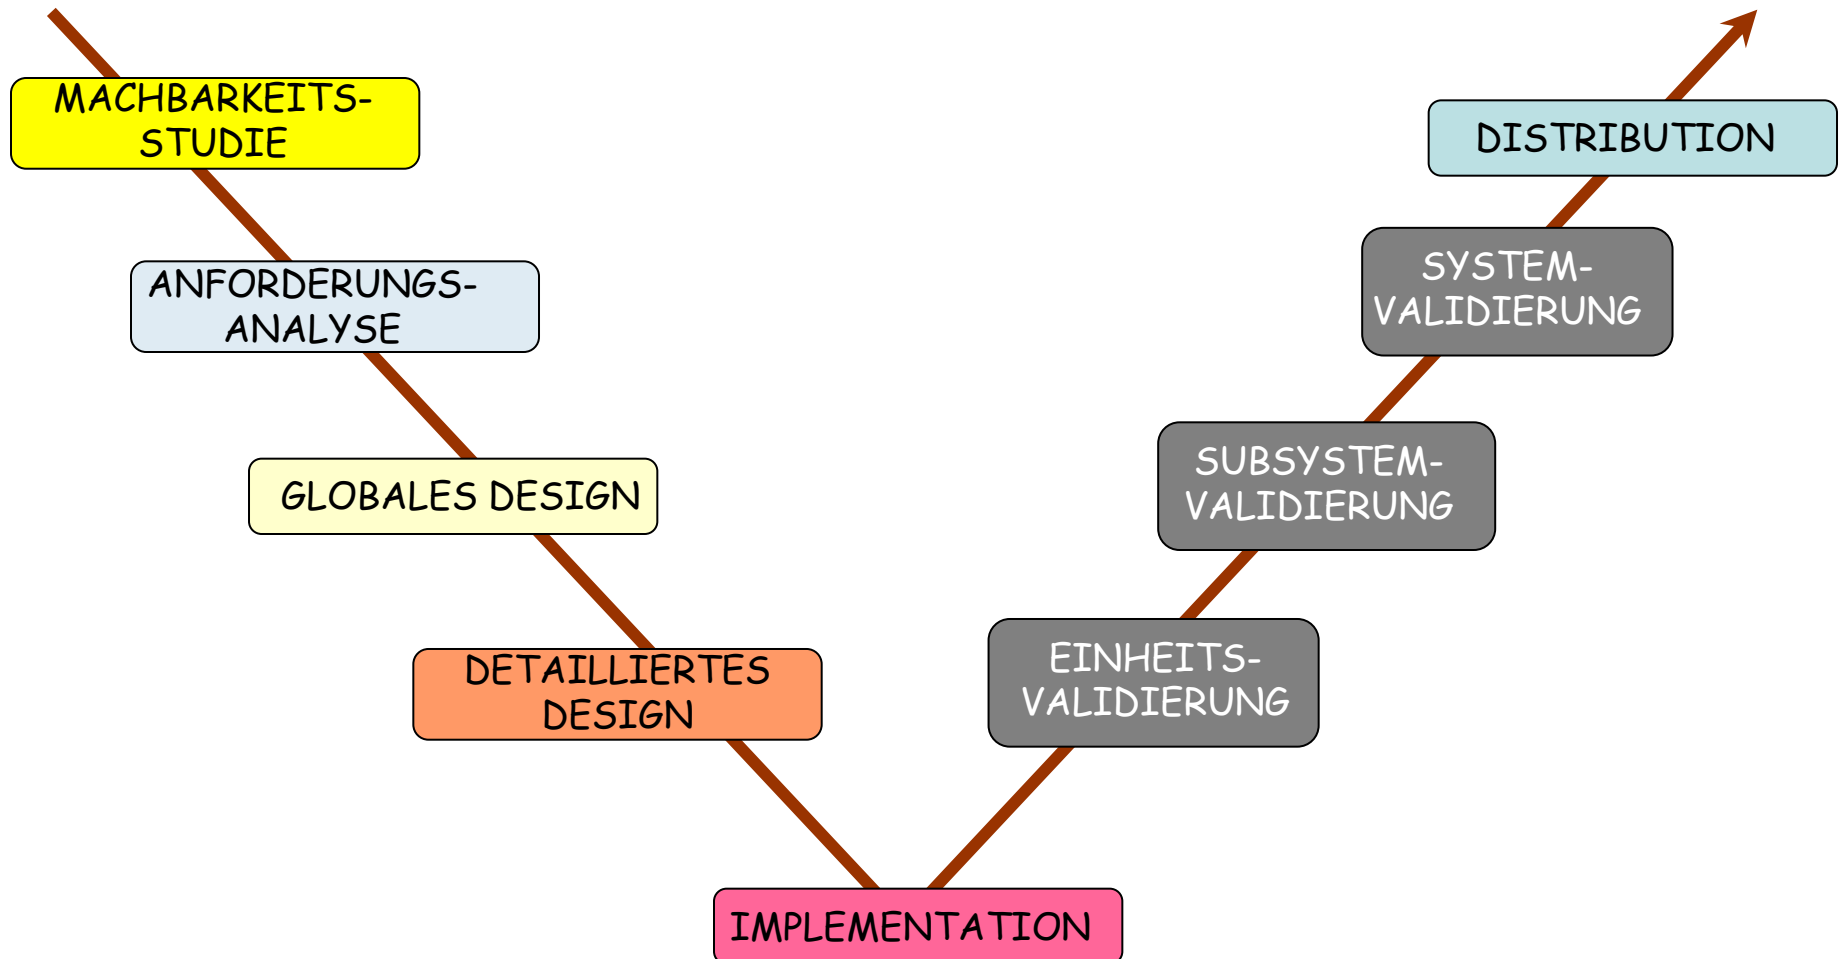 MACHBARKEITS-
STUDIE
ANFORDERUNGS-
ANALYSE
GLOBALES DESIGN
DETAILLIERTES
DESIGN
IMPLEMENTATION
EINHEITS-
VALIDIERUNG
SUBSYSTEM-
VALIDIERUNG
SYSTEM-
VALIDIERUNG
DISTRIBUTION